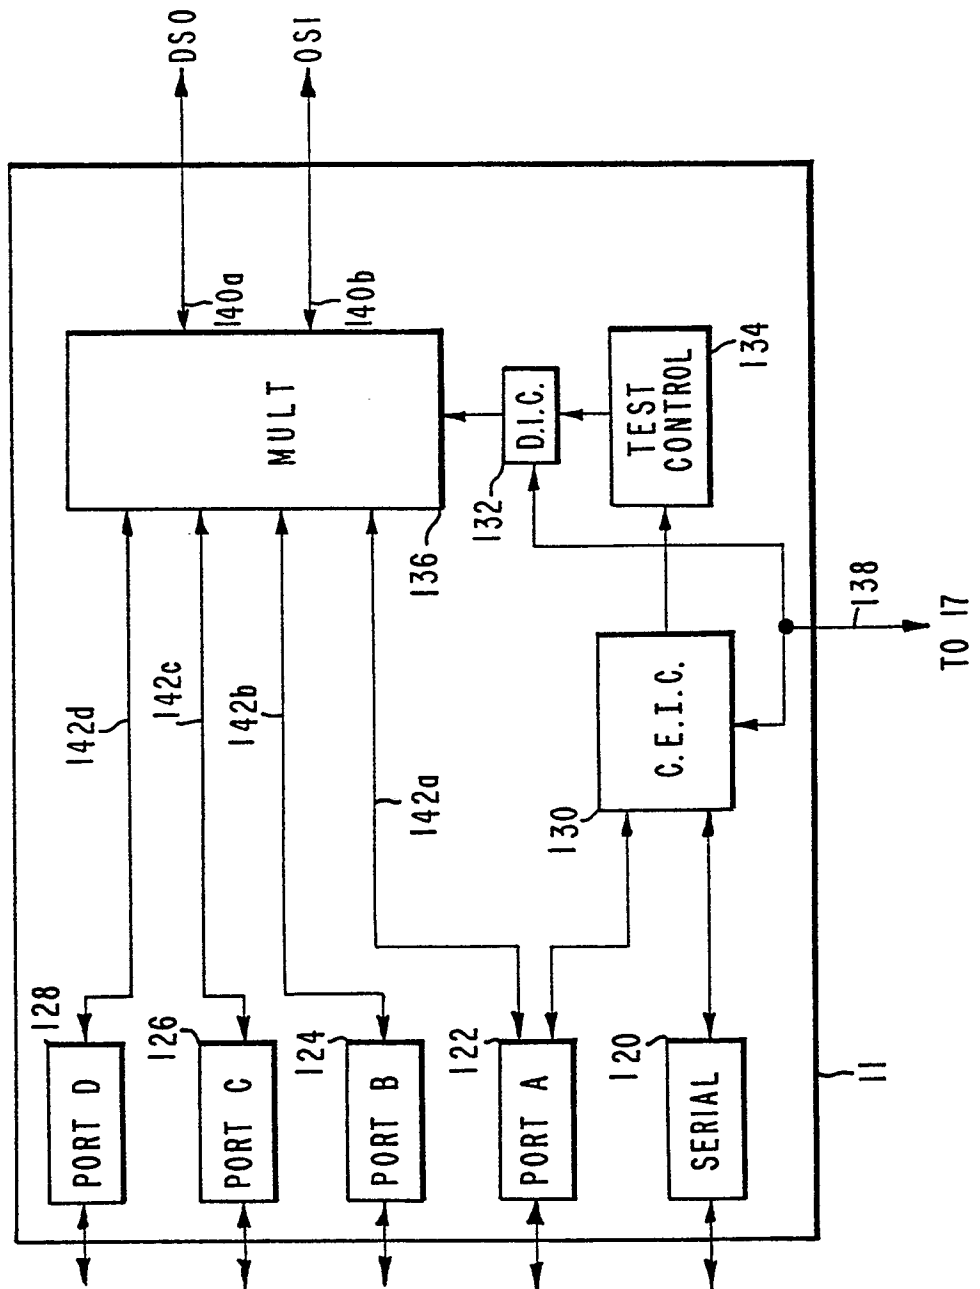 DS0
OS1
140a
140b
MULT
136
142d
142c
142b
142a
D.I.C.
132
TEST
CONTROL
134
C.E.I.C.
130
138
TO 17
PORT D
128
PORT C
126
PORT B
124
PORT A
122
SERIAL
120
11